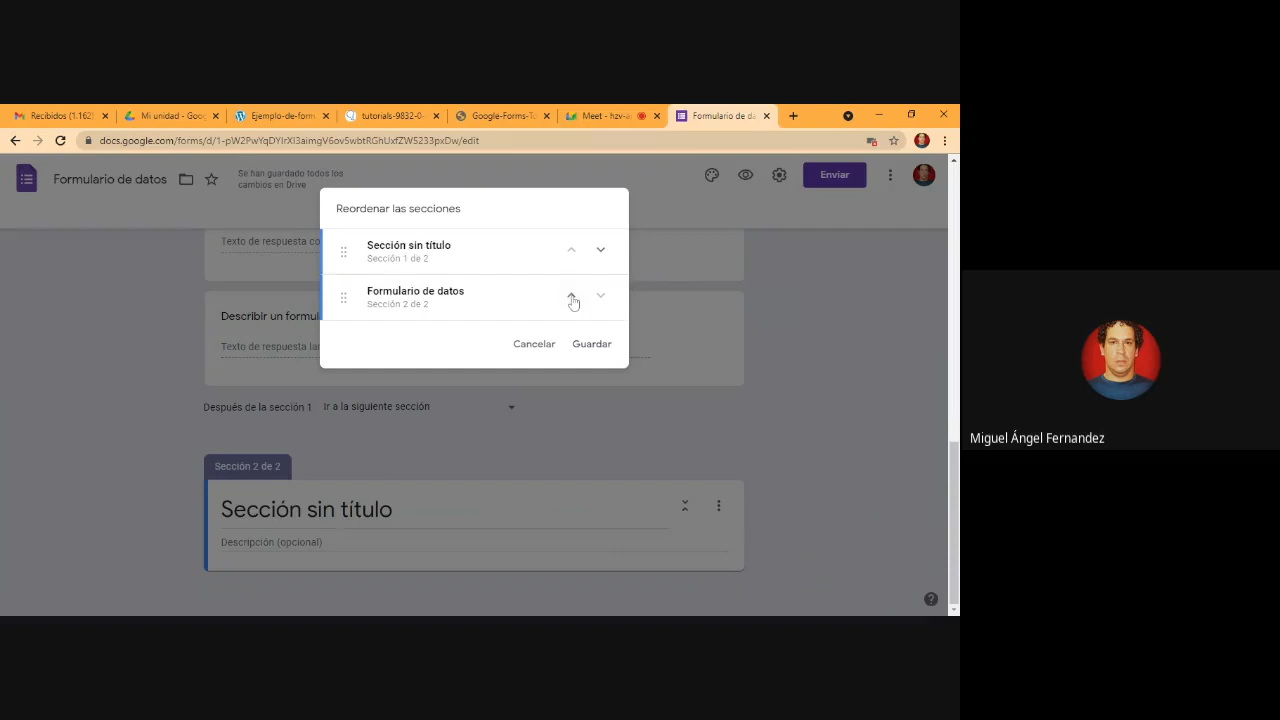 Recibidos (1.162)
Mi unidad - Goog
Ejemplo-de-form
tutorials-9832-0-
Google-Forms-To
Meet - hzv-a
Formulario de da
docs.google.com/forms/d/1-pW2PwYqDYIrXI3aimgV6ov5wbtRGhUxfZW5233pxDw/edit
Formulario de datos
Se han guardado todos los
cambios en Drive
Enviar
Reordenar las secciones
Sección sin título
Sección 1 de 2
Formulario de datos
Sección 2 de 2
Cancelar Guardar
Texto de respuesta co
Describir un formul
Texto de respuesta lar
Después de la sección 1 Ir a la siguiente sección
Sección 2 de 2
Sección sin título
Descripción (opcional)
Miguel Ángel Fernandez